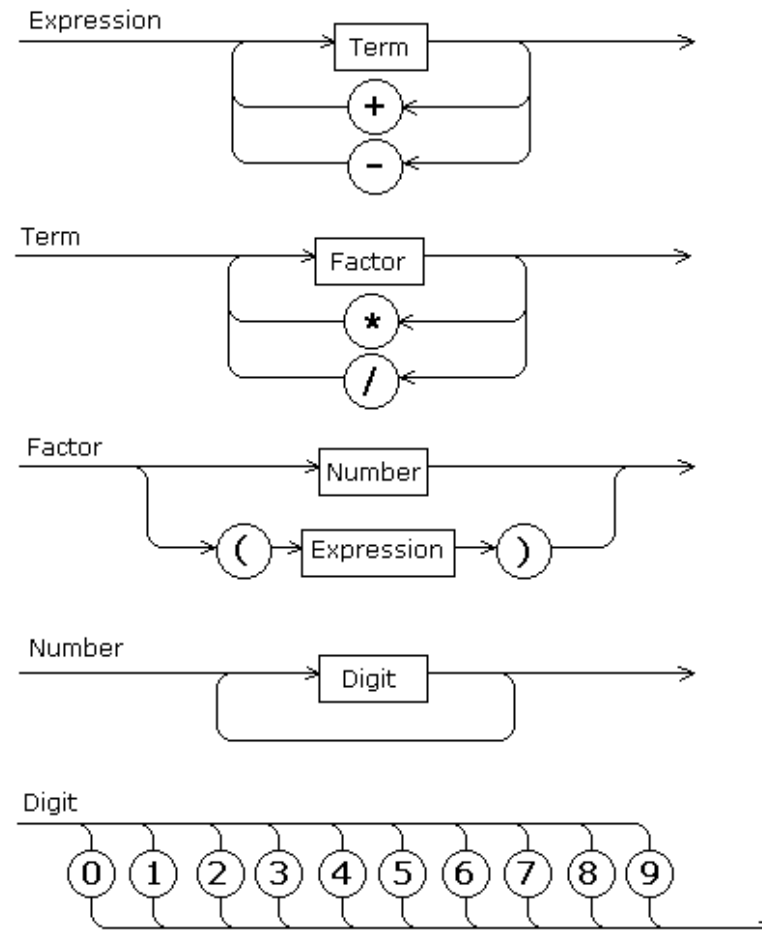 Expression
Term
+
-
Term
Factor
*
/
Factor
Number
( Expression )
Number
Digit
Digit
0 1 2 3 4 5 6 7 8 9